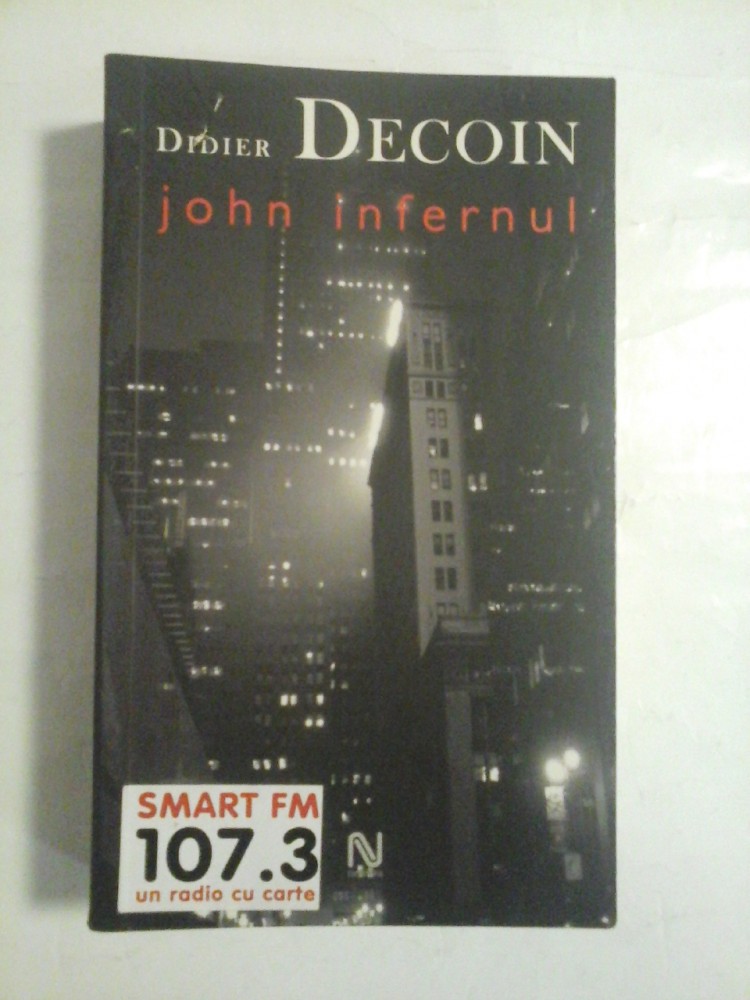 DIDIER DECOIN
john infernul
SMART FM
107.3
un radio cu carte